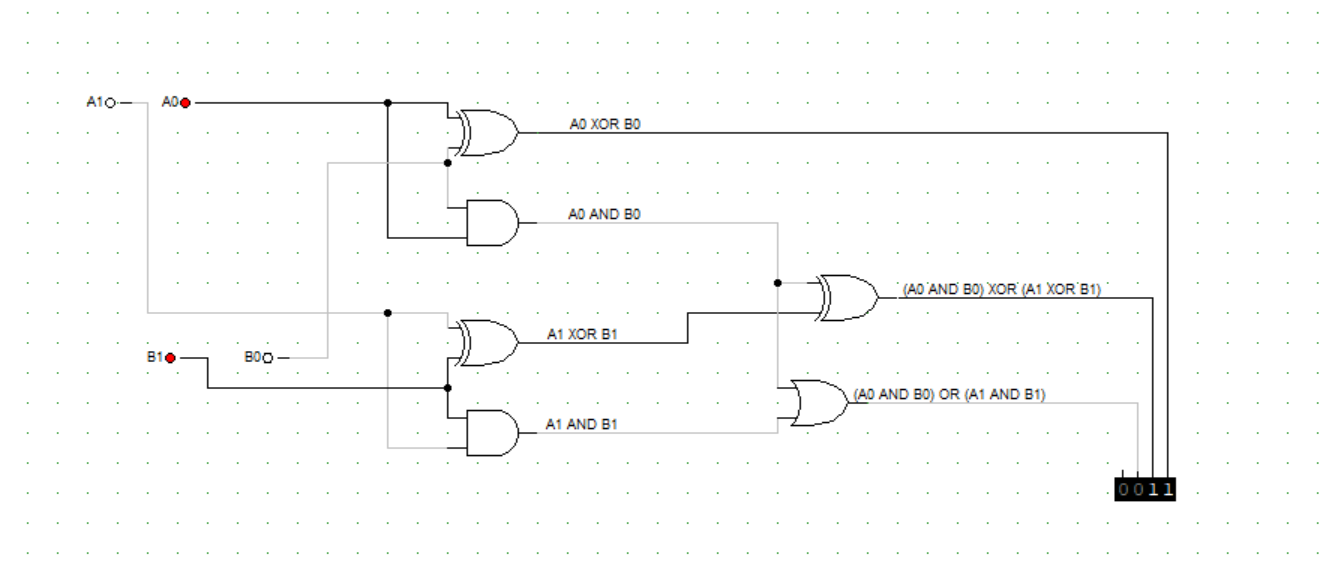 A1
A0
A0 XOR B0
A0 AND B0
(A0 AND B0) XOR (A1 XOR B1)
A1 XOR B1
B1
B0
(A0 AND B0) OR (A1 AND B1)
A1 AND B1
0011